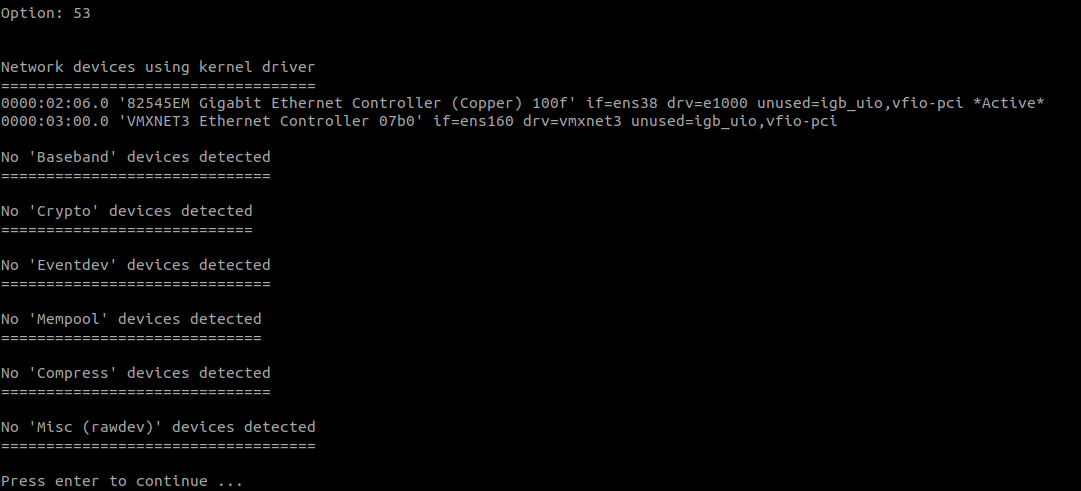 Option: 53
Network devices using kernel driver
===================================
0000:02:06.0 '82545EM Gigabit Ethernet Controller (Copper) 100f' if=ens38 drv=e1000 unused=igb_uio,vfio-pci *Active*
0000:03:00.0 'VMXNET3 Ethernet Controller 07b0' if=ens160 drv=vmxnet3 unused=igb_uio,vfio-pci
No 'Baseband' devices detected
==============================
No 'Crypto' devices detected
============================
No 'Eventdev' devices detected
==============================
No 'Mempool' devices detected
=============================
No 'Compress' devices detected
==============================
No 'Misc (rawdev)' devices detected
===================================
Press enter to continue ...